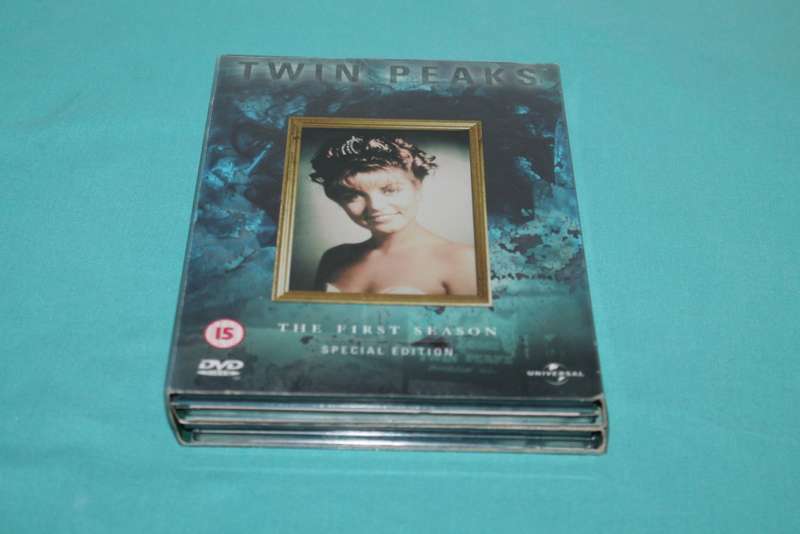 TWIN PEAKS
THE FIRST SEASON
SPECIAL EDITION
15
DVD
UNIVERSAL